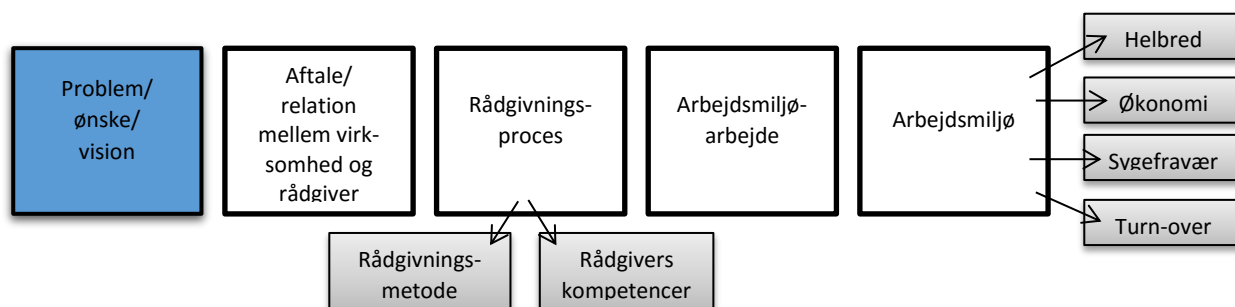 Problem/
ønske/
vision
Aftale/
relation
mellem virk-
somhed og
rådgiver
Rådgivnings-
proces
Arbejdsmiljø-
arbejde
Arbejdsmiljø
Helbred
Økonomi
Sygefravær
Turn-over
Rådgivnings-
metode
Rådgivers
kompetencer